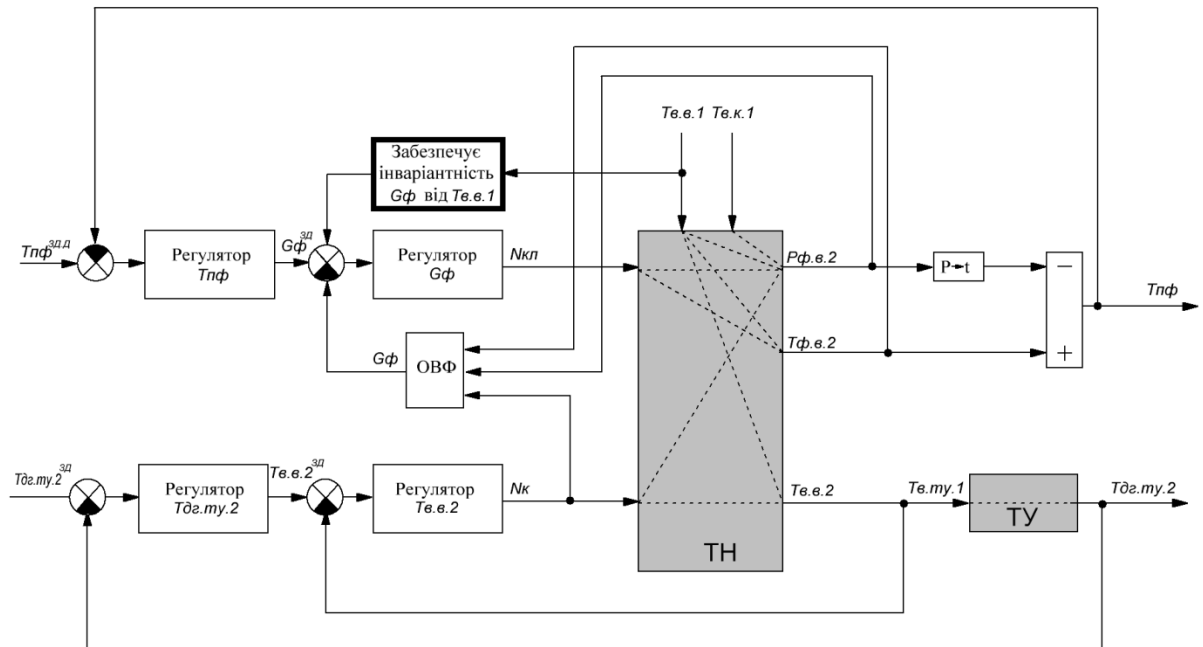 Тв.в.1
Тв.к.1
Забезпечує
інваріантність
Gф від Тв.в.1
Тпф зд.д
Регулятор
Тпф
Gф зд
Регулятор
Gф
Nкл
Рф.в.2
P→t
−
Тпф
Тф.в.2
+
Gф
ОВФ
Тдг.ту.2 зд
Регулятор
Тдг.ту.2
Тв.в.2 зд
Регулятор
Тв.в.2
Nк
Тв.в.2
Тв.ту.1
Тдг.ту.2
ТУ
ТН